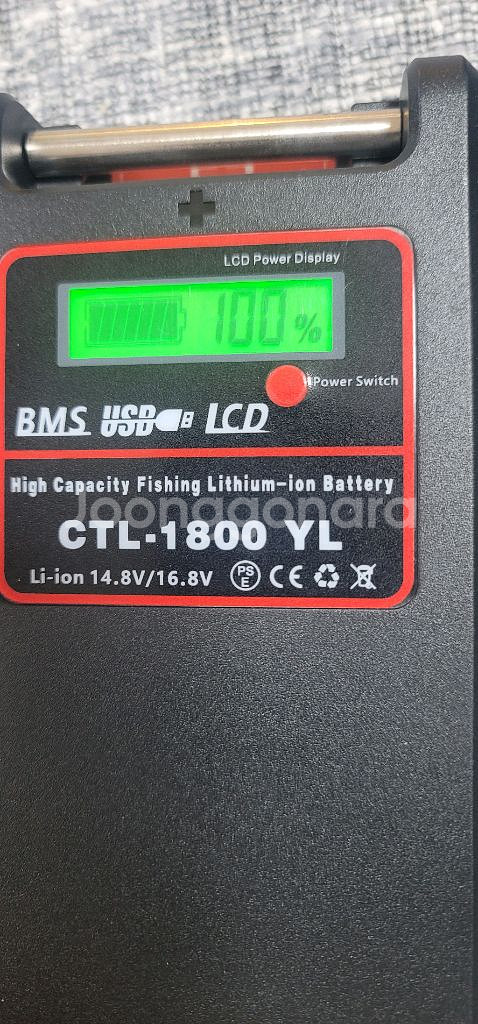 LCD Power Display
100%
Power Switch
BMS USB LCD
High Capacity Fishing Lithium-ion Battery
Joonggonara
CTL-1800 YL
Li-ion 14.8V/16.8V PS E CE